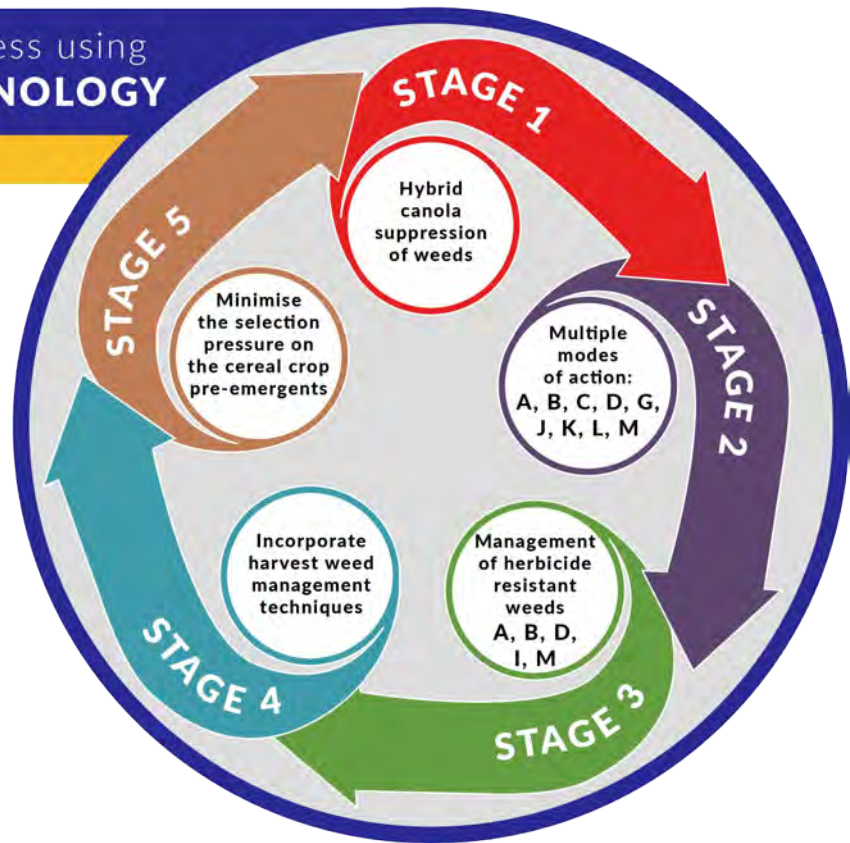 ess using
NOLOGY
STAGE 1
Hybrid
canola
suppression
of weeds
STAGE 2
Multiple
modes
of action:
A, B, C, D, G,
J, K, L, M
STAGE 3
Management
of herbicide
resistant
weeds
A, B, D,
I, M
STAGE 4
Incorporate
harvest weed
management
techniques
STAGE 5
Minimise
the selection
pressure on
the cereal crop
pre-emergents